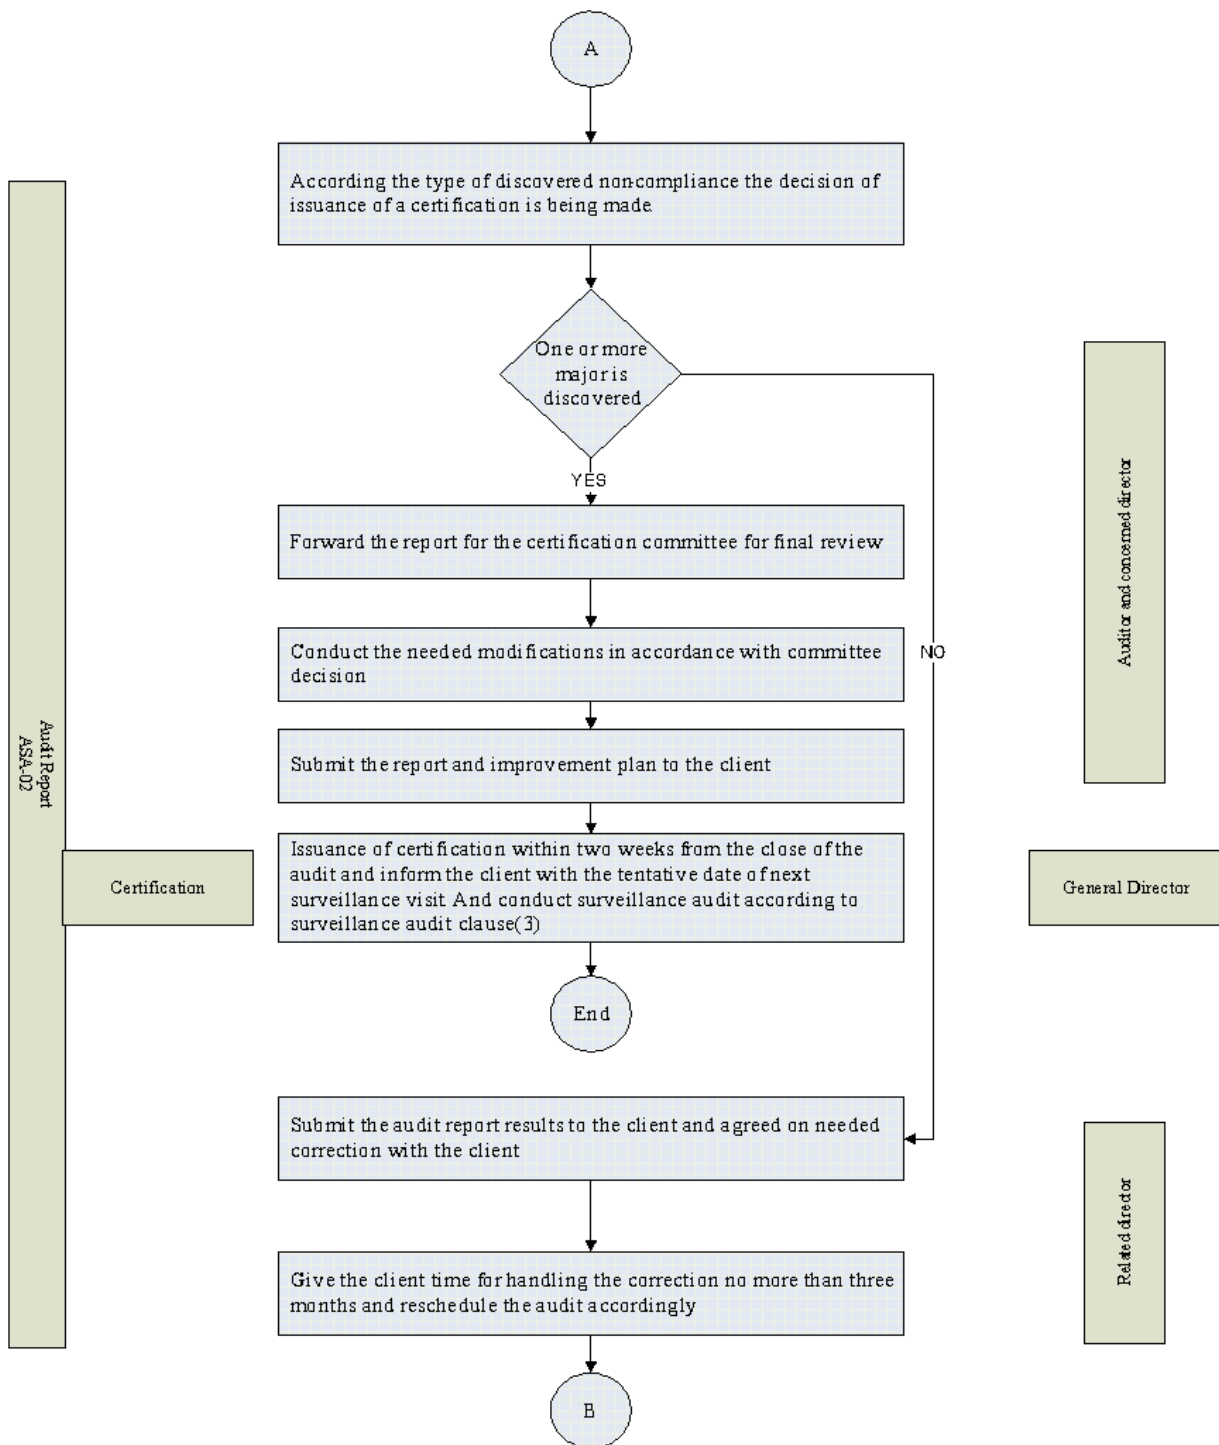 A
According the type of discovered non-compliance the decision of
issuance of a certification is being made.
One or more
major is
discovered
YES
Forward the report for the certification committee for final review
Conduct the needed modifications in accordance with committee
decision
NO
Submit the report and improvement plan to the client
Issuance of certification within two weeks from the close of the
audit and inform the client with the tentative date of next
surveillance visit. And conduct surveillance audit according to
surveillance audit clause(3)
End
Submit the audit report results to the client and agreed on needed
correction with the client
Give the client time for handling the correction no more than three
months and reschedule the audit accordingly
B
Audit Report
ASA-02
Certification
Auditor and concerned director
General Director
Related director